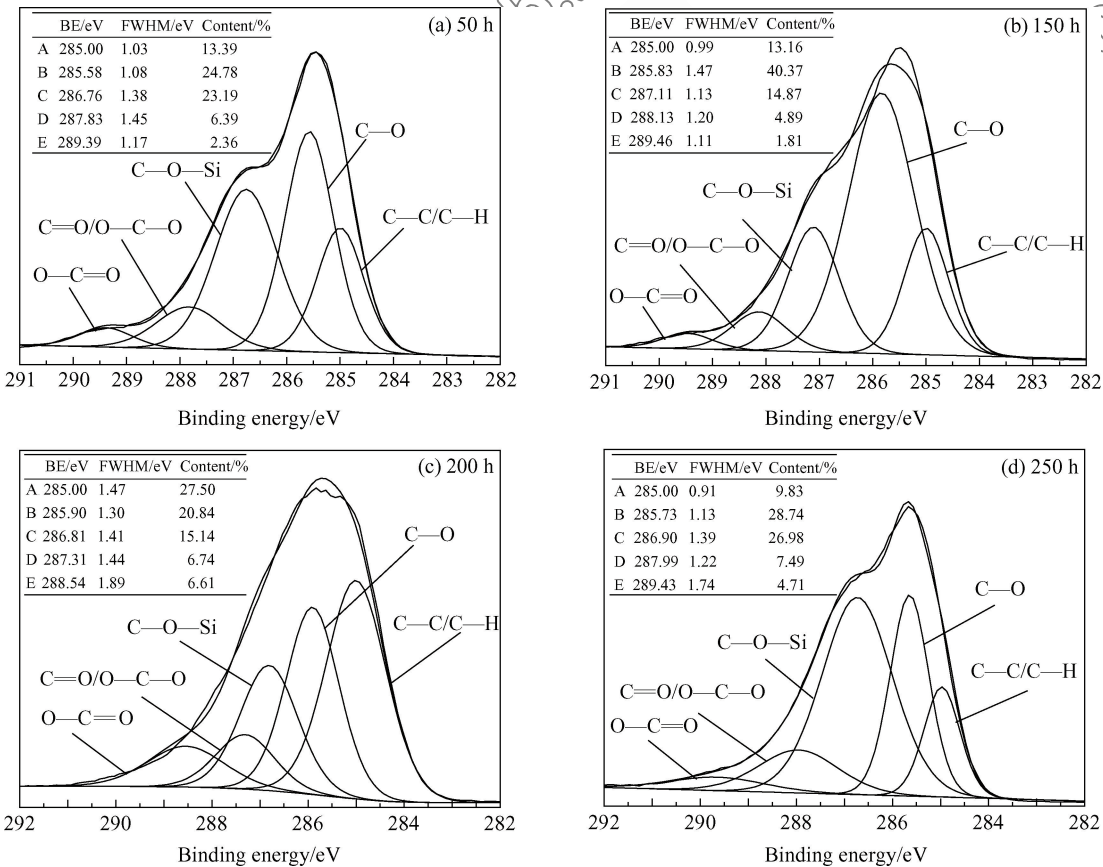 (a) 50 h
BE/eV FWHM/eV Content/%
A 285.00 1.03 13.39
B 285.58 1.08 24.78
C 286.76 1.38 23.19
D 287.83 1.45 6.39
E 289.39 1.17 2.36
C—O
C—O—Si
C—C/C—H
C=O/O—C—O
O—C=O
291 290 289 288 287 286 285 284 283 282
Binding energy/eV
(b) 150 h
BE/eV FWHM/eV Content/%
A 285.00 0.99 13.16
B 285.83 1.47 40.37
C 287.11 1.13 14.87
D 288.13 1.20 4.89
E 289.46 1.11 1.81
C—O
C—O—Si
C=O/O—C—O
C—C/C—H
O—C=O
291 290 289 288 287 286 285 284 283 282
Binding energy/eV
(c) 200 h
BE/eV FWHM/eV Content/%
A 285.00 1.47 27.50
B 285.90 1.30 20.84
C 286.81 1.41 15.14
D 287.31 1.44 6.74
E 288.54 1.89 6.61
C—O
C—O—Si
C—C/C—H
C=O/O—C—O
O—C=O
292 290 288 286 284 282
Binding energy/eV
(d) 250 h
BE/eV FWHM/eV Content/%
A 285.00 0.91 9.83
B 285.73 1.13 28.74
C 286.90 1.39 26.98
D 287.99 1.22 7.49
E 289.43 1.74 4.71
C—O
C—O—Si
C—C/C—H
C=O/O—C—O
O—C=O
292 290 288 286 284 282
Binding energy/eV